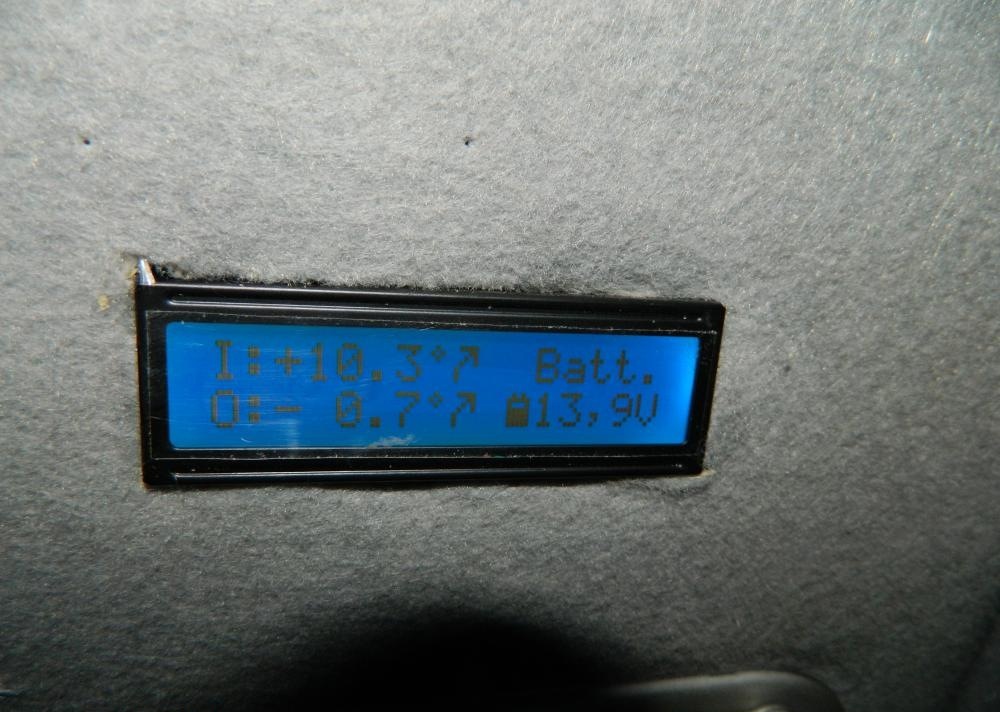 I:+10.3°↗ Batt.
O:- 0.7°↗ 13,9V